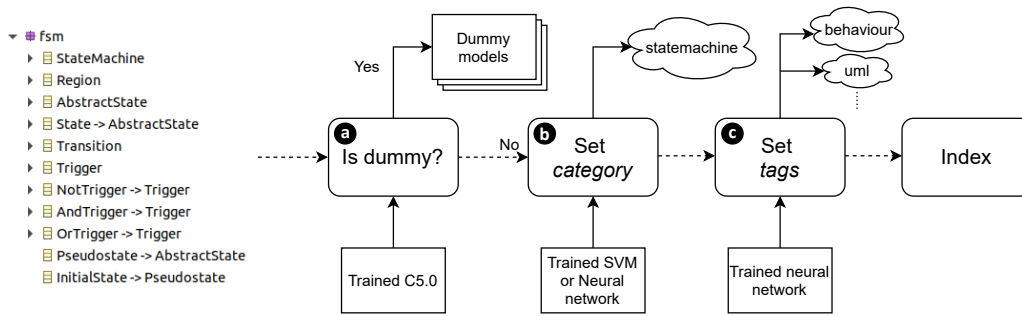 fsm
StateMachine
Region
AbstractState
State -> AbstractState
Transition
Trigger
NotTrigger -> Trigger
AndTrigger -> Trigger
OrTrigger -> Trigger
Pseudostate -> AbstractState
InitialState -> Pseudostate
Dummy
models
Yes
a
Is dummy?
No
Trained C5.0
statemachine
b
Set
category
Trained SVM
or Neural
network
behaviour
uml
c
Set
tags
Trained neural
network
Index